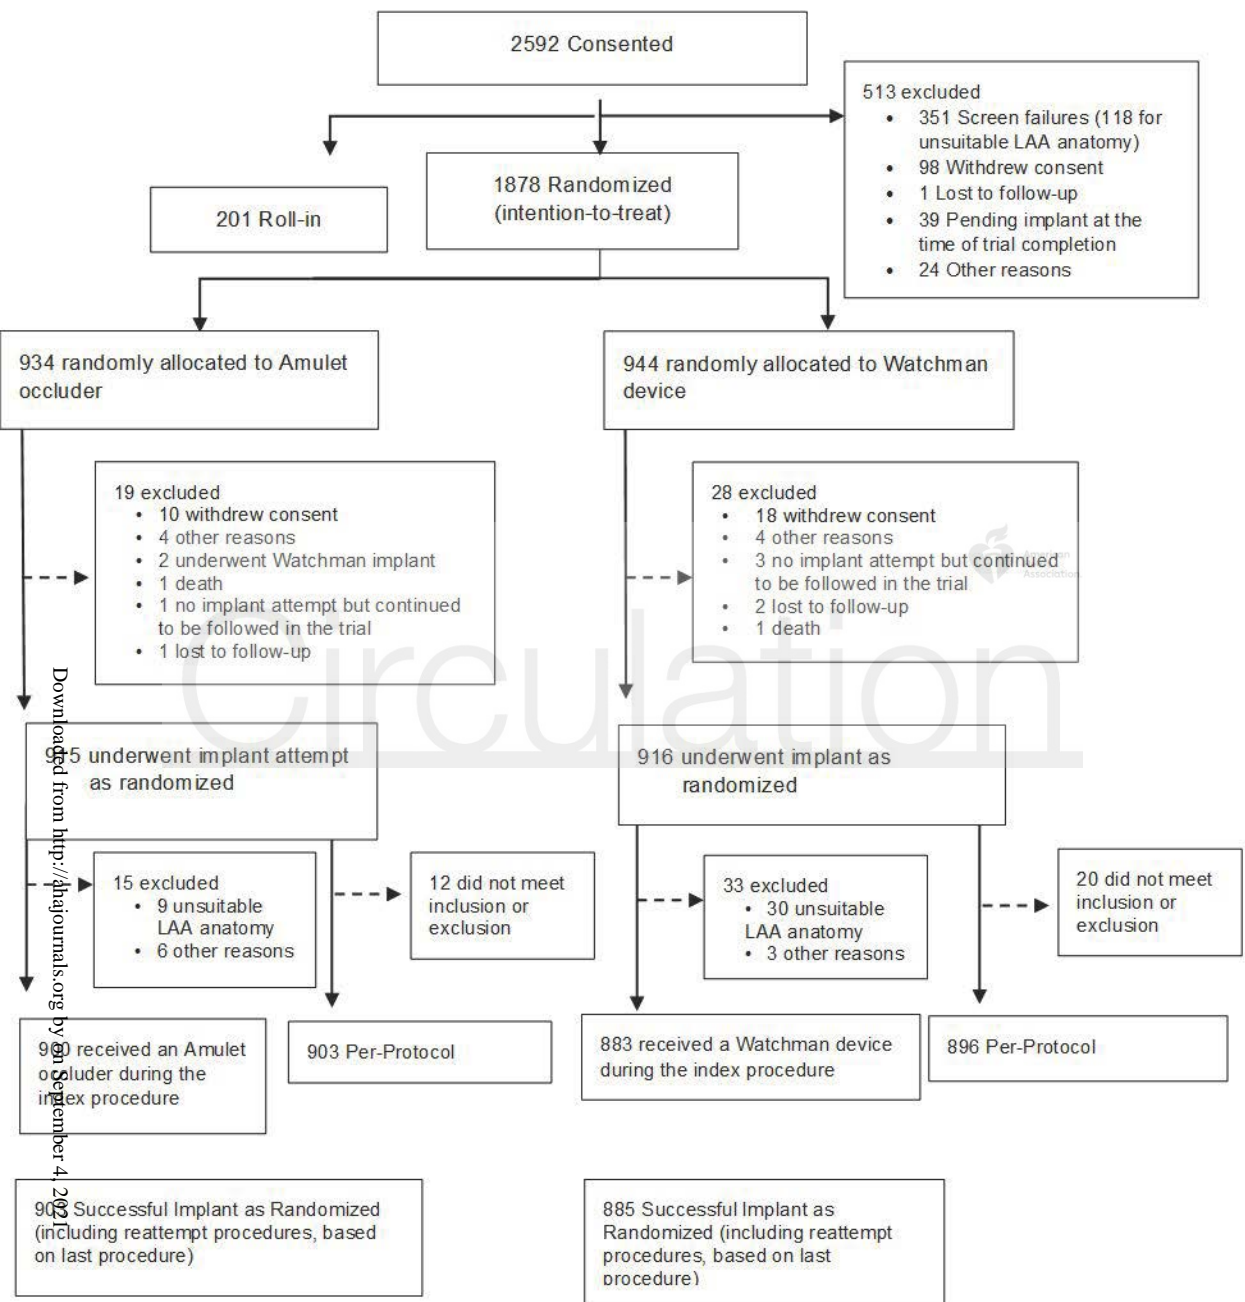 2592 Consented
513 excluded
• 351 Screen failures (118 for
unsuitable LAA anatomy)
• 98 Withdrew consent
• 1 Lost to follow-up
• 39 Pending implant at the
time of trial completion
• 24 Other reasons
201 Roll-in
1878 Randomized
(intention-to-treat)
934 randomly allocated to Amulet
occluder
944 randomly allocated to Watchman
device
19 excluded
• 10 withdrew consent
• 4 other reasons
• 2 underwent Watchman implant
• 1 death
• 1 no implant attempt but continued
to be followed in the trial
• 1 lost to follow-up
28 excluded
• 18 withdrew consent
• 4 other reasons
• 3 no implant attempt but continued
to be followed in the trial
• 2 lost to follow-up
• 1 death
American
Association
Circulation
915 underwent implant attempt
as randomized
916 underwent implant as
randomized
15 excluded
• 9 unsuitable
LAA anatomy
• 6 other reasons
12 did not meet
inclusion or
exclusion
33 excluded
• 30 unsuitable
LAA anatomy
• 3 other reasons
20 did not meet
inclusion or
exclusion
900 received an Amulet
occluder during the
index procedure
903 Per-Protocol
883 received a Watchman device
during the index procedure
896 Per-Protocol
Successful Implant as Randomized
(including reattempt procedures, based
on last procedure)
885 Successful Implant as
Randomized (including reattempt
procedures, based on last
procedure)
Downloaded from http://ahajournals.org by on September 4, 2021